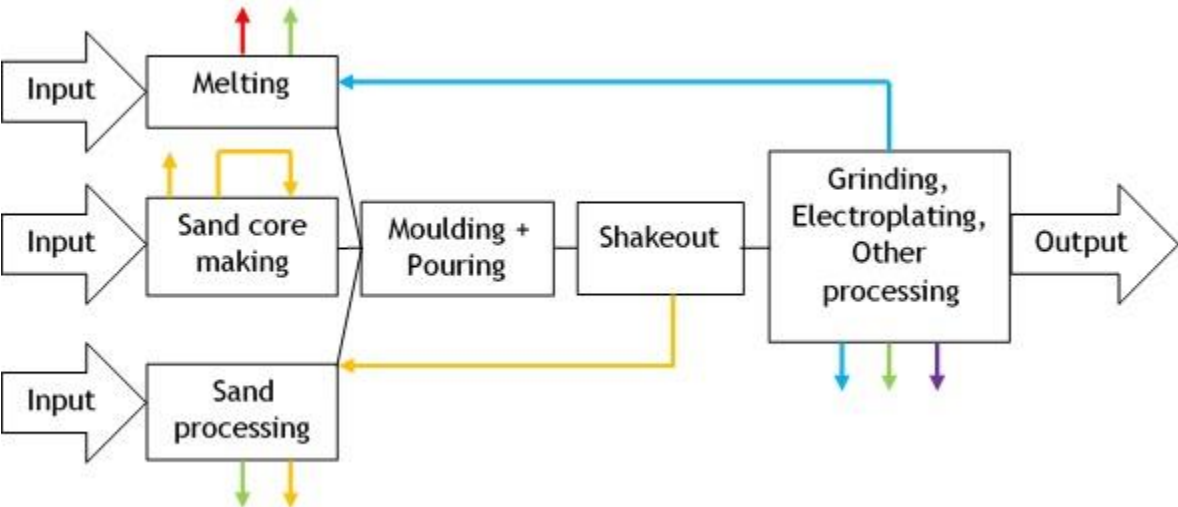 Input
Melting
Input
Sand core
making
Moulding +
Pouring
Shakeout
Grinding,
Electroplating,
Other
processing
Output
Input
Sand
processing